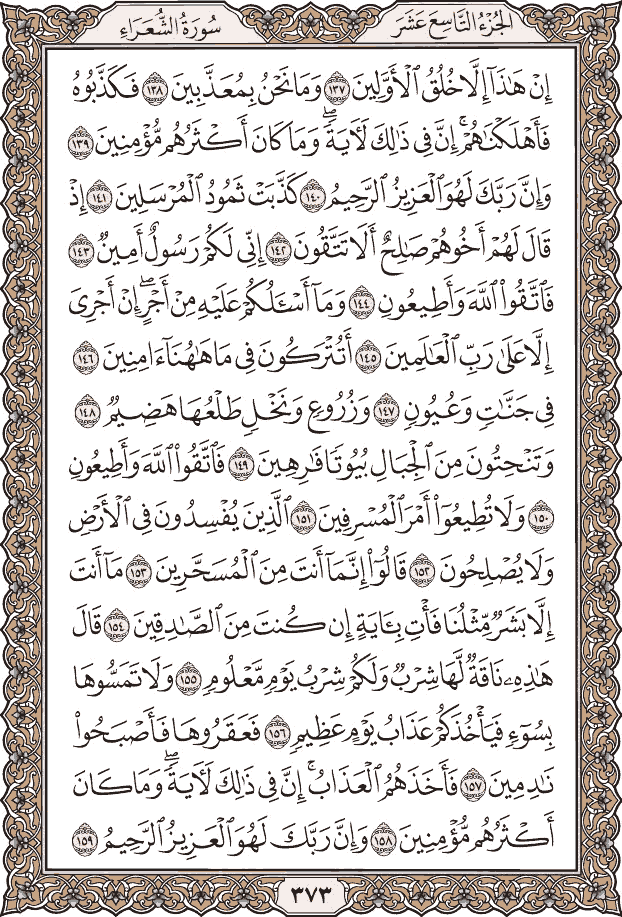 الجُزْءُ التَّاسِعَ عَشَرَ
سُورَةُ الشُّعَرَاءِ
إِنْ هَٰذَآ إِلَّا خُلُقُ ٱلْأَوَّلِينَ ١٣٧ وَمَا نَحْنُ بِمُعَذَّبِينَ ١٣٨ فَكَذَّبُوهُ
فَأَهْلَكْنَٰهُمْۚ إِنَّ فِي ذَٰلِكَ لَأٓيَةًۖ وَمَا كَانَ أَكْثَرُهُم مُّؤْمِنِينَ ١٣٩
وَإِنَّ رَبَّكَ لَهُوَ ٱلْعَزِيزُ ٱلرَّحِيمُ ١٤٠ كَذَّبَتْ ثَمُودُ ٱلْمُرْسَلِينَ ١٤١ إِذْ
قَالَ لَهُمْ أَخُوهُمْ صَٰلِحٌ أَلَا تَتَّقُونَ ١٤٢ إِنِّي لَكُمْ رَسُولٌ أَمِينٌ ١٤٣
فَٱتَّقُوا۟ ٱللَّهَ وَأَطِيعُونِ ١٤٤ وَمَآ أَسْـَٔلُكُمْ عَلَيْهِ مِنْ أَجْرٍۖ إِنْ أَجْرِيَ
إِلَّا عَلَىٰ رَبِّ ٱلْعَٰلَمِينَ ١٤٥ أَتُتْرَكُونَ فِي مَا هَٰهُنَآ ءَامِنِينَ ١٤٦
فِي جَنَّٰتٍ وَعُيُونٍ ١٤٧ وَزُرُوعٍ وَنَخْلٍ طَلْعُهَا هَضِيمٌ ١٤٨
وَتَنْحِتُونَ مِنَ ٱلْجِبَالِ بُيُوتًا فَٰرِهِينَ ١٤٩ فَٱتَّقُوا۟ ٱللَّهَ وَأَطِيعُونِ
١٥٠ وَلَا تُطِيعُوٓا۟ أَمْرَ ٱلْمُسْرِفِينَ ١٥١ ٱلَّذِينَ يُفْسِدُونَ فِي ٱلْأَرْضِ
وَلَا يُصْلِحُونَ ١٥٢ قَالُوٓا۟ إِنَّمَآ أَنتَ مِنَ ٱلْمُسَحَّرِينَ ١٥٣ مَآ أَنتَ
إِلَّا بَشَرٌ مِّثْلُنَا فَأْتِ بِـَٔايَةٍ إِن كُنتَ مِنَ ٱلصَّٰدِقِينَ ١٥٤ قَالَ
هَٰذِهِۦ نَاقَةٌ لَّهَا شِرْبٌ وَلَكُمْ شِرْبُ يَوْمٍ مَّعْلُومٍ ١٥٥ وَلَا تَمَسُّوهَا
بِسُوٓءٍ فَيَأْخُذَكُمْ عَذَابُ يَوْمٍ عَظِيمٍ ١٥٦ فَعَقَرُوهَا فَأَصْبَحُوا۟
نَٰدِمِينَ ١٥٧ فَأَخَذَهُمُ ٱلْعَذَابُۚ إِنَّ فِي ذَٰلِكَ لَأٓيَةًۖ وَمَا كَانَ
أَكْثَرُهُم مُّؤْمِنِينَ ١٥٨ وَإِنَّ رَبَّكَ لَهُوَ ٱلْعَزِيزُ ٱلرَّحِيمُ ١٥٩
٣٧٣